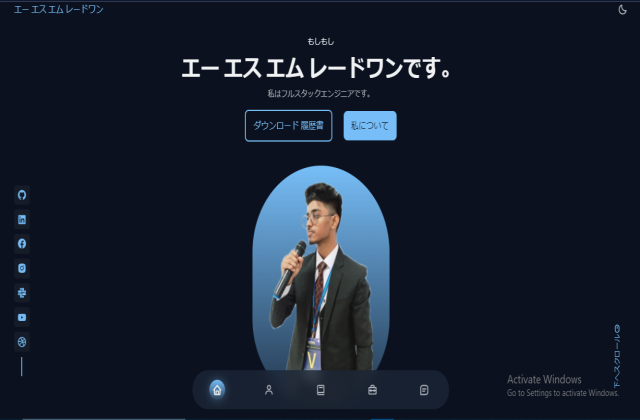 エー エス エム レードワン
もしもし
エー エス エム レードワンです。
私はフルスタックエンジニアです。
ダウンロード 履歴書
私について
下へスクロール
V
Activate Windows
Go to Settings to activate Windows.